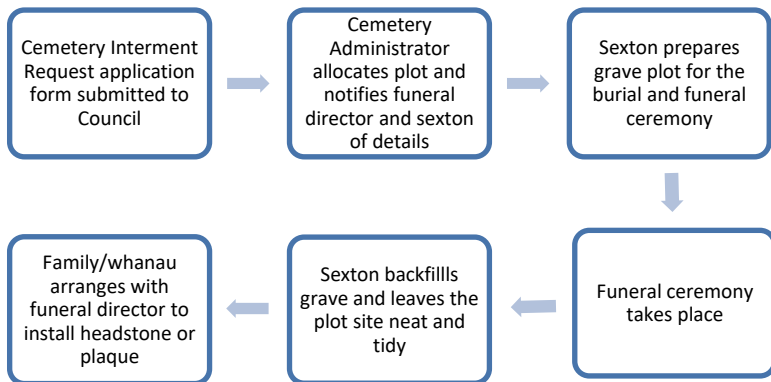 Cemetery Interment
Request application
form submitted to
Council
Cemetery
Administrator
allocates plot and
notifies funeral
director and sexton
of details
Sexton prepares
grave plot for the
burial and funeral
ceremony
Funeral ceremony
takes place
Sexton backfillls
grave and leaves the
plot site neat and
tidy
Family/whanau
arranges with
funeral director to
install headstone or
plaque